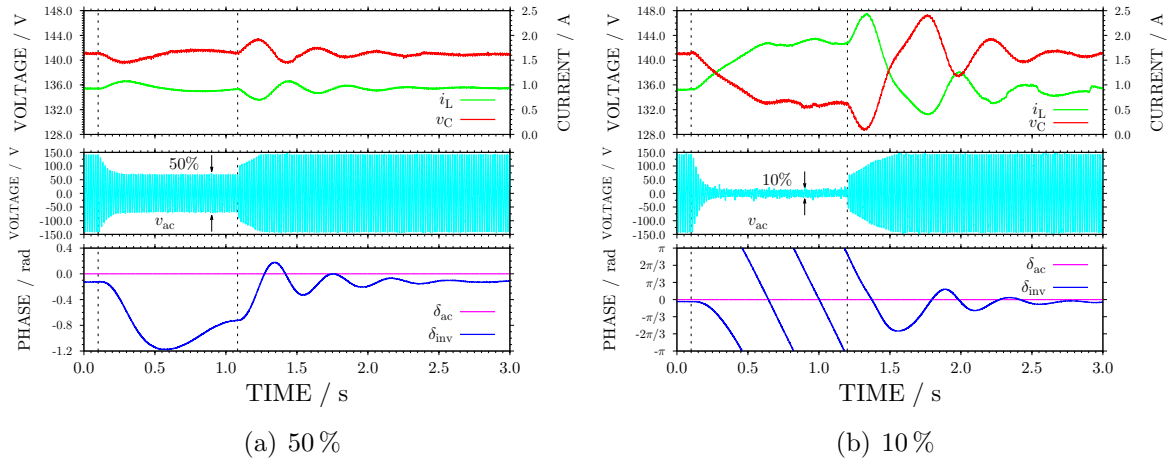 148.0 144.0 140.0 136.0 132.0 128.0
VOLTAGE / V
2.5 2.0 1.5 1.0 0.5 0.0
CURRENT / A
i_L
v_C
150.0 100.0 50.0 0.0 -50.0 -100.0 -150.0
VOLTAGE / V
50%
v_ac
0.4 0.0 -0.4 -0.8 -1.2
PHASE / rad
δ_ac
δ_inv
0.0 0.5 1.0 1.5 2.0 2.5 3.0
TIME / s
(a) 50 %
148.0 144.0 140.0 136.0 132.0 128.0
VOLTAGE / V
2.5 2.0 1.5 1.0 0.5 0.0
CURRENT / A
i_L
v_C
150.0 100.0 50.0 0.0 -50.0 -100.0 -150.0
VOLTAGE / V
10%
v_ac
π 2π/3 π/3 0 -π/3 -2π/3 -π
PHASE / rad
δ_ac
δ_inv
0.0 0.5 1.0 1.5 2.0 2.5 3.0
TIME / s
(b) 10 %